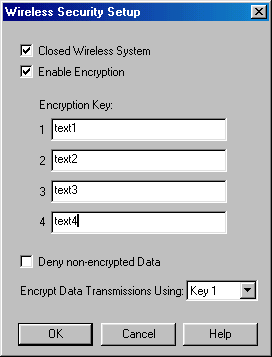 Wireless Security Setup
Closed Wireless System
Enable Encryption
Encryption Key:
1 text1
2 text2
3 text3
4 text4
Deny non-encrypted Data
Encrypt Data Transmissions Using: Key 1
OK Cancel Help